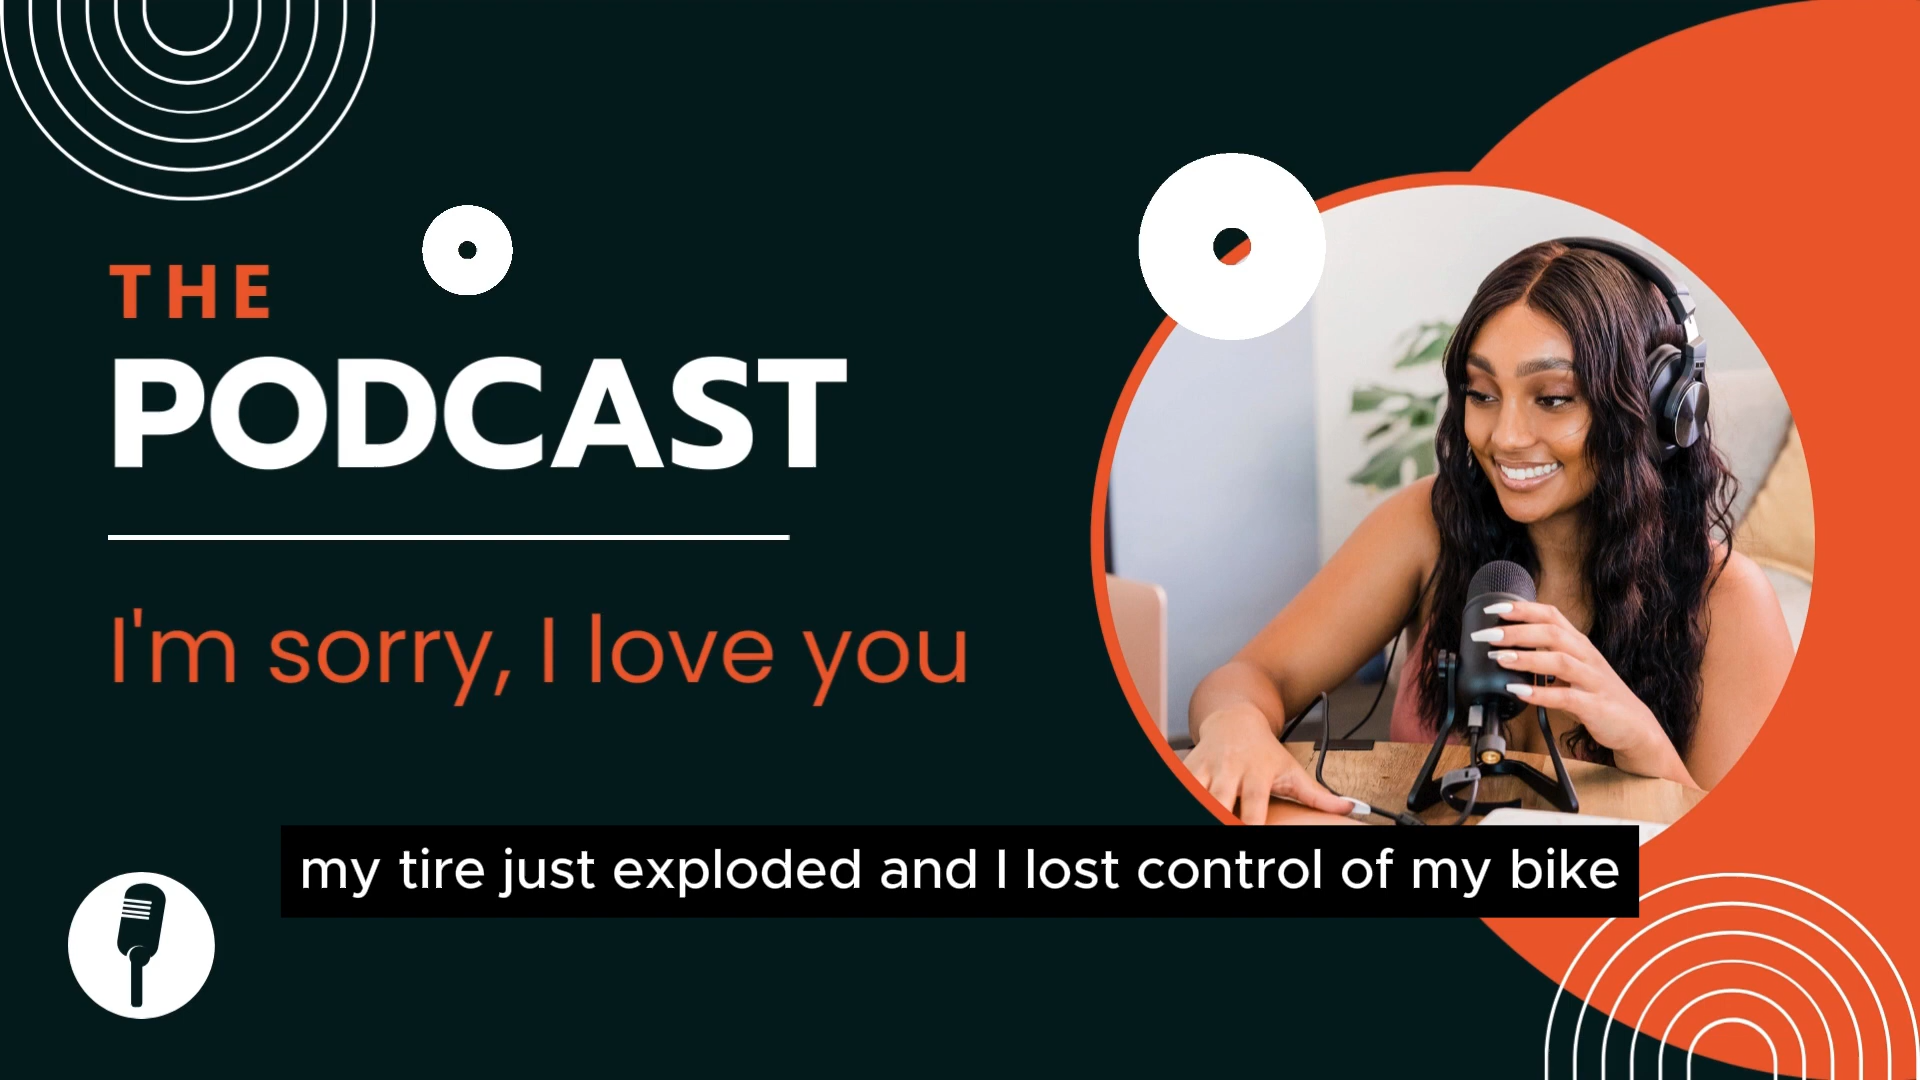 THE
PODCAST
I'm sorry, I love you
my tire just exploded and I lost control of my bike